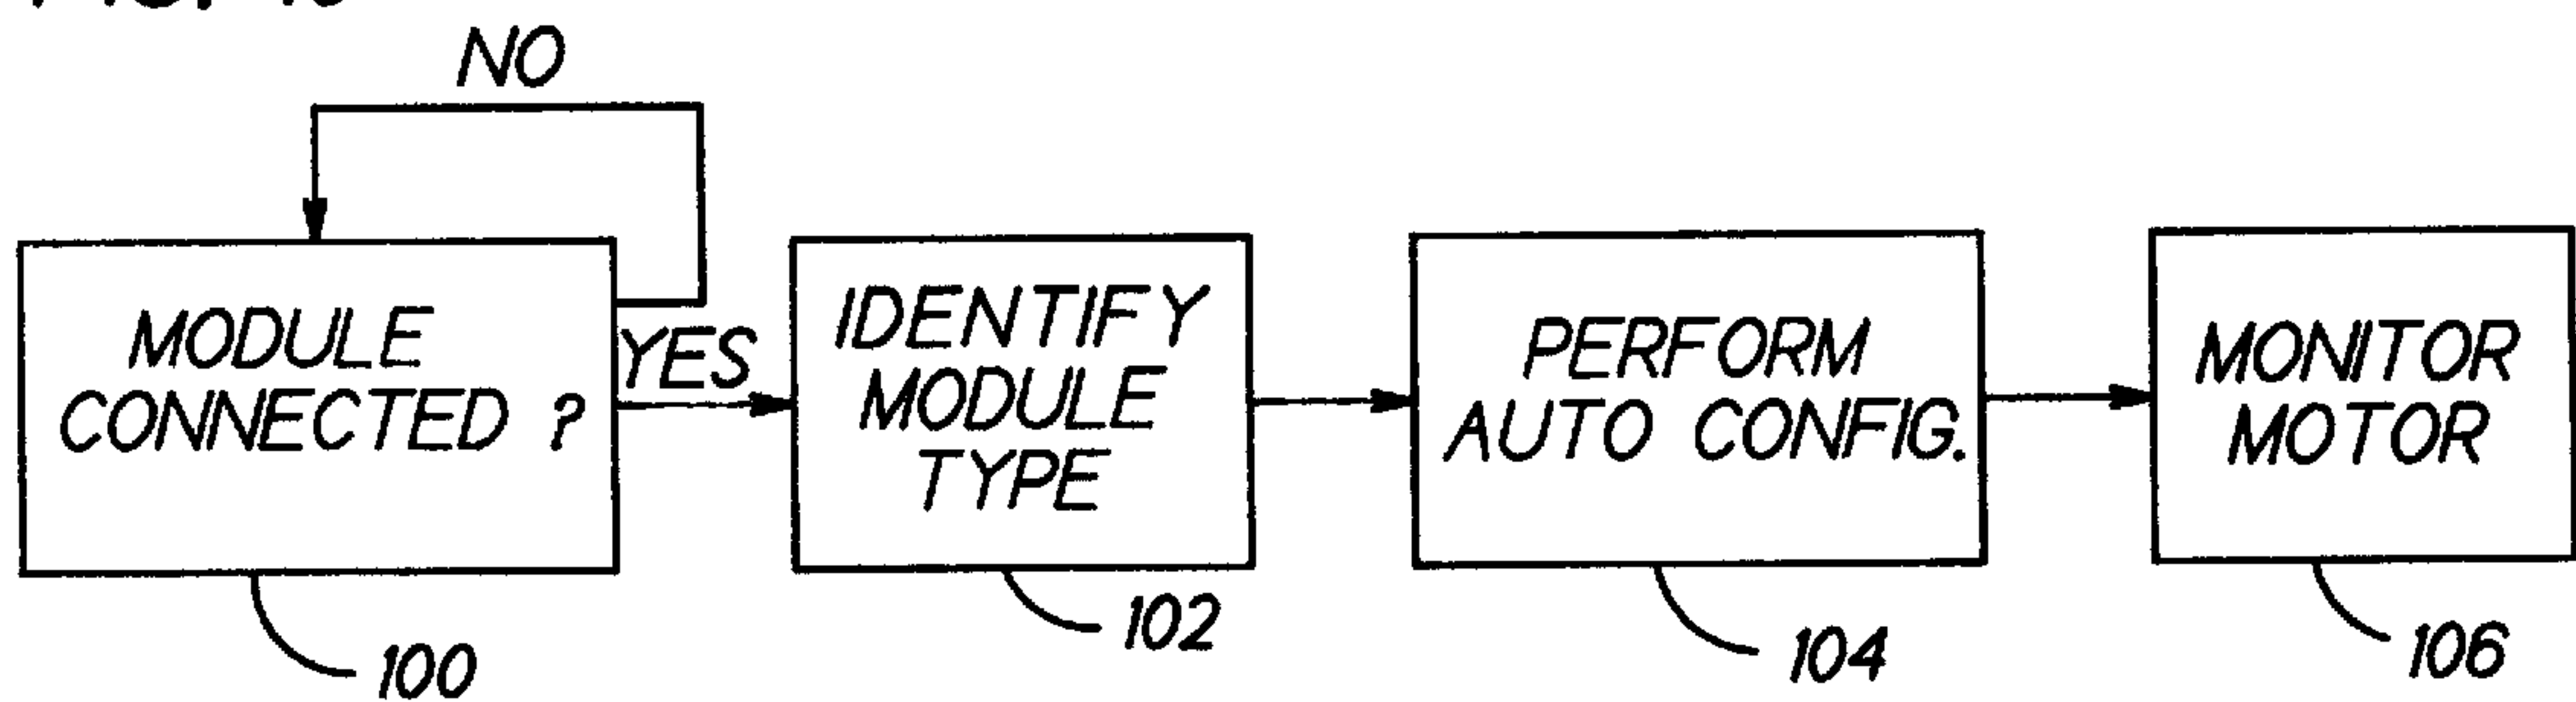 NO
MODULE
CONNECTED ?
YES
IDENTIFY
MODULE
TYPE
PERFORM
AUTO CONFIG.
MONITOR
MOTOR
100
102
104
106